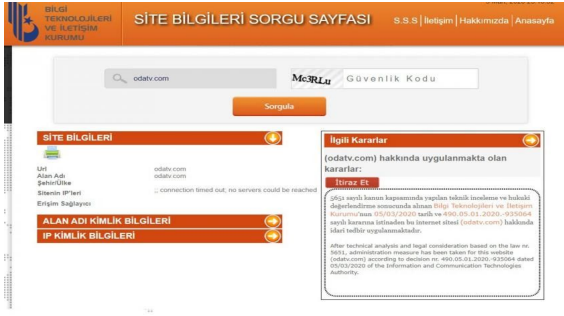 BİLGİ
TEKNOLOJİLERİ
VE İLETİŞİM
KURUMU
SİTE BİLGİLERİ SORGU SAYFASI
S.S.S | İletişim | Hakkımızda | Anasayfa
odatv.com
Mc3RLu
Güvenlik Kodu
Sorgula
SİTE BİLGİLERİ
Url odatv.com
Alan Adı odatv.com
Şehir/Ülke
Sitenin IP'leri ;; connection timed out, no servers could be reached
Erişim Sağlayıcı
ALAN ADI KİMLİK BİLGİLERİ
IP KİMLİK BİLGİLERİ
İlgili Kararlar
(odatv.com) hakkında uygulanmakta olan
kararlar:
İtiraz Et
5651 sayılı kanun kapsamında yapılan teknik inceleme ve hukuki
değerlendirme sonucunda alınan Bilgi Teknolojileri ve İletişim
Kurumu'nun 05/03/2020 tarih ve 490.05.01.2020.-935064
sayılı kararına istinaden bu internet sitesi (odatv.com) hakkında
idari tedbir uygulanmaktadır.
After technical analysis and legal consideration based on the law nr.
5651, administration measure has been taken for this website
(odatv.com) according to decision nr. 490.05.01.2020.-935064 dated
05/03/2020 of the Information and Communication Technologies
Authority.